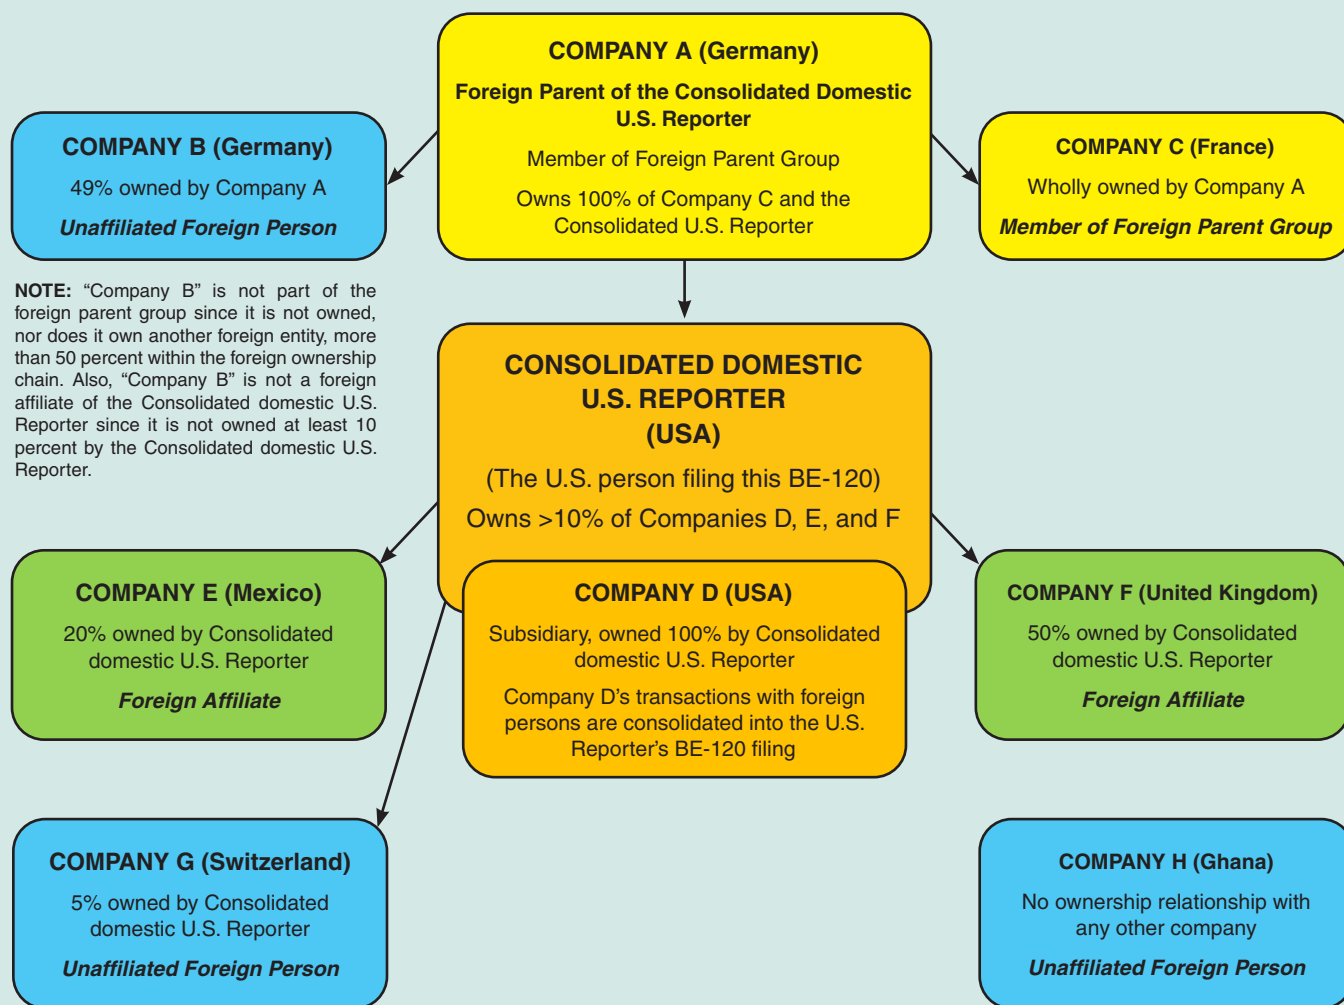 COMPANY A (Germany)
Foreign Parent of the Consolidated Domestic
U.S. Reporter
Member of Foreign Parent Group
Owns 100% of Company C and the
Consolidated U.S. Reporter
COMPANY B (Germany)
49% owned by Company A
Unaffiliated Foreign Person
COMPANY C (France)
Wholly owned by Company A
Member of Foreign Parent Group
NOTE: “Company B” is not part of the
foreign parent group since it is not owned,
nor does it own another foreign entity, more
than 50 percent within the foreign ownership
chain. Also, “Company B” is not a foreign
affiliate of the Consolidated domestic U.S.
Reporter since it is not owned at least 10
percent by the Consolidated domestic U.S.
Reporter.
CONSOLIDATED DOMESTIC
U.S. REPORTER
(USA)
(The U.S. person filing this BE-120)
Owns >10% of Companies D, E, and F
COMPANY E (Mexico)
20% owned by Consolidated
domestic U.S. Reporter
Foreign Affiliate
COMPANY D (USA)
Subsidiary, owned 100% by Consolidated
domestic U.S. Reporter
Company D’s transactions with foreign
persons are consolidated into the U.S.
Reporter’s BE-120 filing
COMPANY F (United Kingdom)
50% owned by Consolidated
domestic U.S. Reporter
Foreign Affiliate
COMPANY G (Switzerland)
5% owned by Consolidated
domestic U.S. Reporter
Unaffiliated Foreign Person
COMPANY H (Ghana)
No ownership relationship with
any other company
Unaffiliated Foreign Person